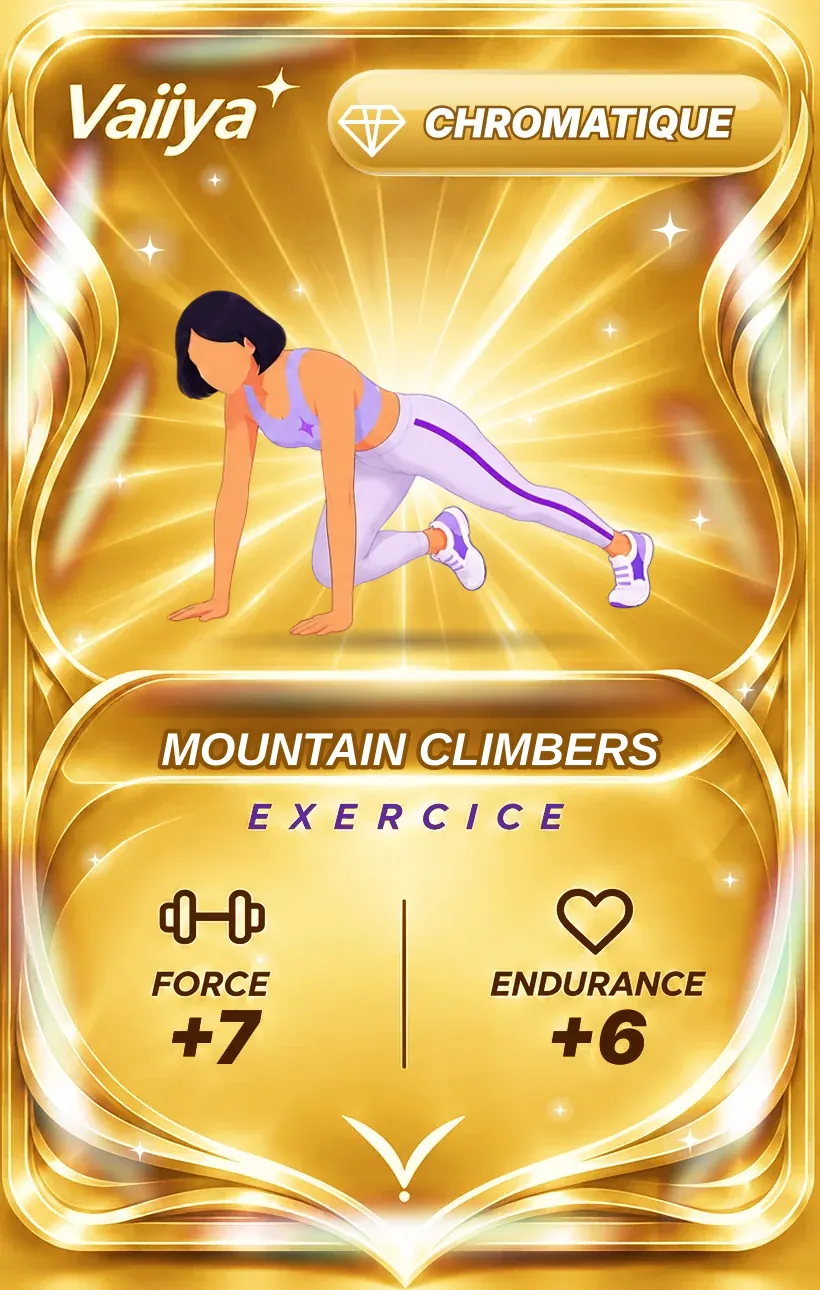 Vaiiya
CHROMATIQUE
MOUNTAIN CLIMBERS
EXERCICE
FORCE
+7
ENDURANCE
+6